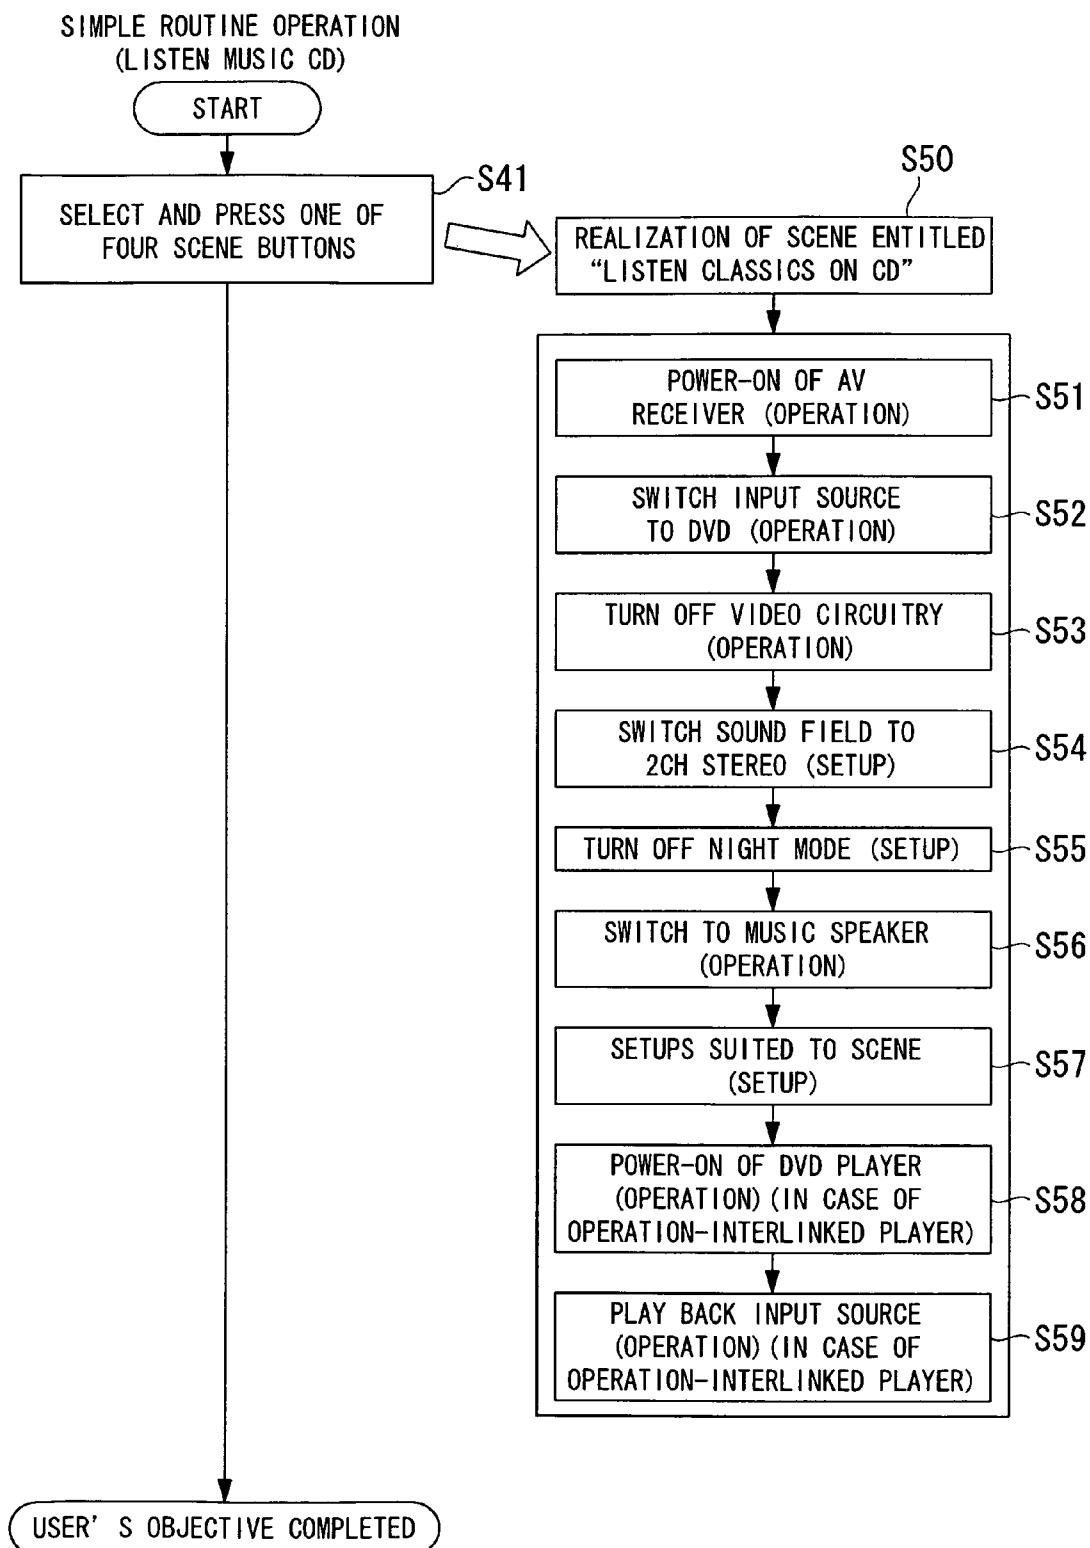 SIMPLE ROUTINE OPERATION
(LISTEN MUSIC CD)
START
S41
SELECT AND PRESS ONE OF
FOUR SCENE BUTTONS
S50
REALIZATION OF SCENE ENTITLED
“LISTEN CLASSICS ON CD”
POWER-ON OF AV
RECEIVER (OPERATION)
S51
SWITCH INPUT SOURCE
TO DVD (OPERATION)
S52
TURN OFF VIDEO CIRCUITRY
(OPERATION)
S53
SWITCH SOUND FIELD TO
2CH STEREO (SETUP)
S54
TURN OFF NIGHT MODE (SETUP)
S55
SWITCH TO MUSIC SPEAKER
(OPERATION)
S56
SETUPS SUITED TO SCENE
(SETUP)
S57
POWER-ON OF DVD PLAYER
(OPERATION) (IN CASE OF
OPERATION-INTERLINKED PLAYER)
S58
PLAY BACK INPUT SOURCE
(OPERATION) (IN CASE OF
OPERATION-INTERLINKED PLAYER)
S59
USER' S OBJECTIVE COMPLETED